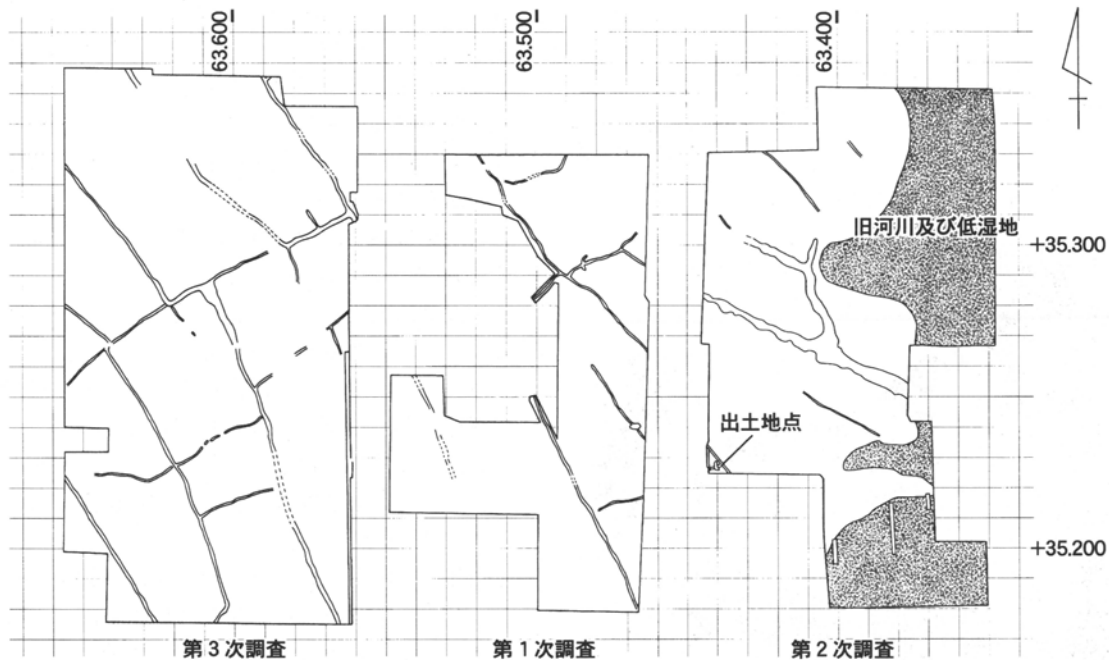 63.600
63.500
63.400
旧河川及び低湿地
+35.300
出土地点
+35.200
第3次調査
第1次調査
第2次調査